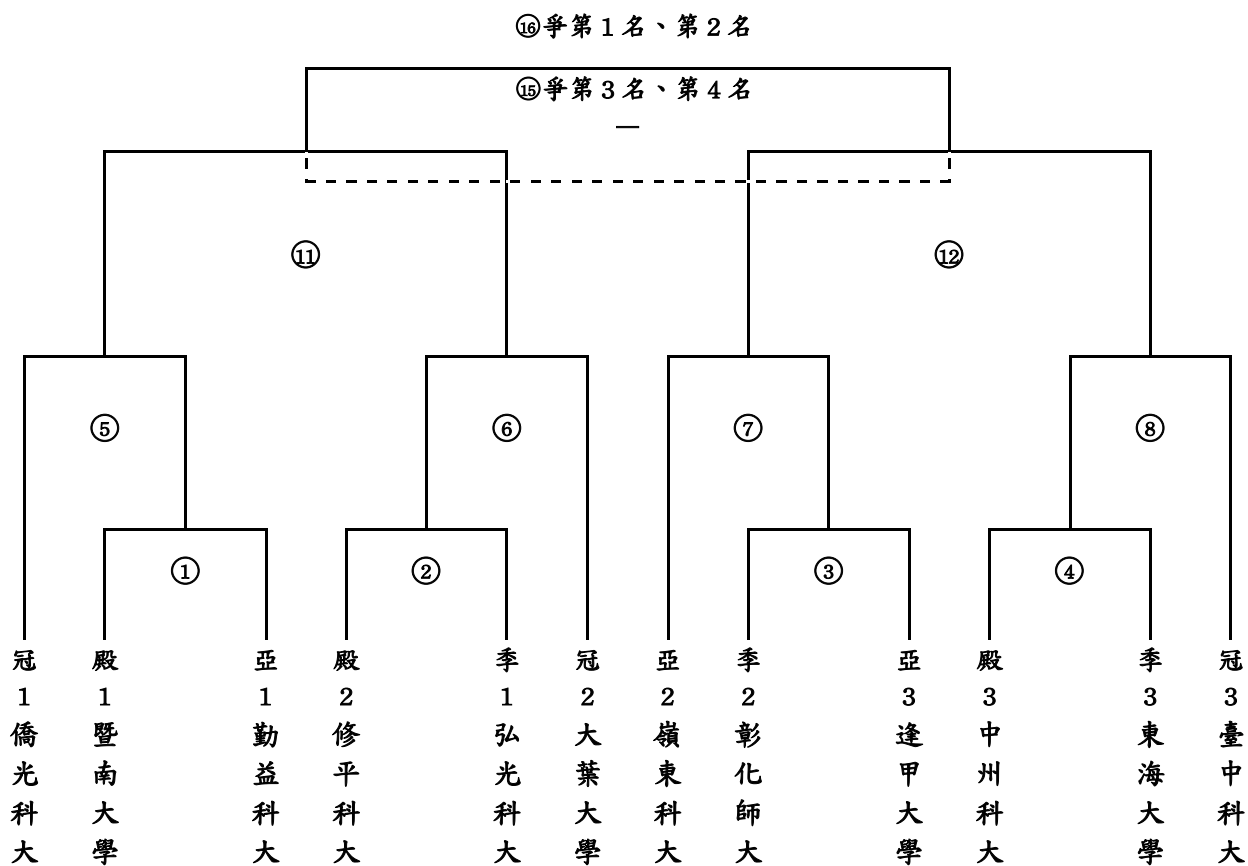 ⑯爭第1名、第2名
⑮爭第3名、第4名
⑪
⑫
⑤
⑥
⑦
⑧
①
②
③
④
冠1僑光科大
殿1暨南大學
亞1勤益科大
殿2修平科大
季1弘光科大
冠2大葉大學
亞2嶺東科大
季2彰化師大
亞3逢甲大學
殿3中州科大
季3東海大學
冠3臺中科大